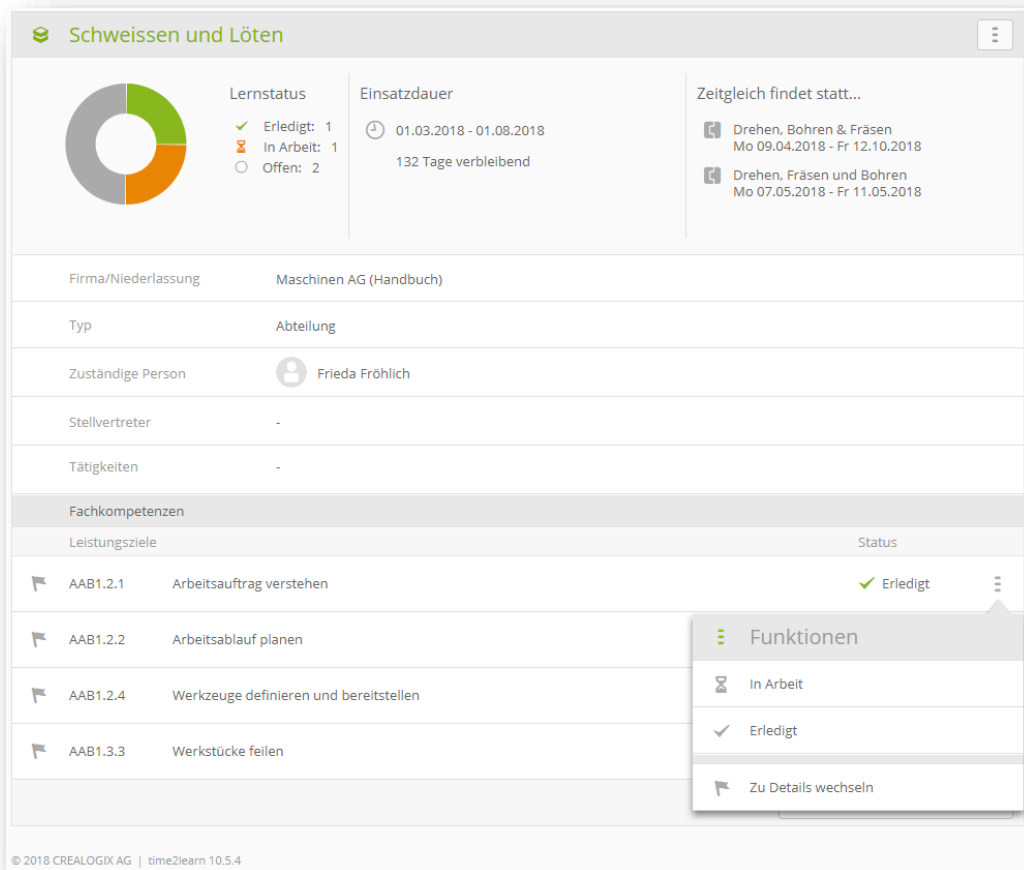 Schweissen und Löten
Lernstatus
Erledigt: 1
In Arbeit: 1
Offen: 2
Einsatzdauer
01.03.2018 - 01.08.2018
132 Tage verbleibend
Zeitgleich findet statt...
Drehen, Bohren & Fräsen
Mo 09.04.2018 - Fr 12.10.2018
Drehen, Fräsen und Bohren
Mo 07.05.2018 - Fr 11.05.2018
Firma/Niederlassung Maschinen AG (Handbuch)
Typ Abteilung
Zuständige Person Frieda Fröhlich
Stellvertreter -
Tätigkeiten -
Fachkompetenzen
Leistungsziele Status
AAB1.2.1 Arbeitsauftrag verstehen Erledigt
AAB1.2.2 Arbeitsablauf planen
AAB1.2.4 Werkzeuge definieren und bereitstellen
AAB1.3.3 Werkstücke feilen
Funktionen
In Arbeit
Erledigt
Zu Details wechseln
© 2018 CREALOGIX AG | time2learn 10.5.4